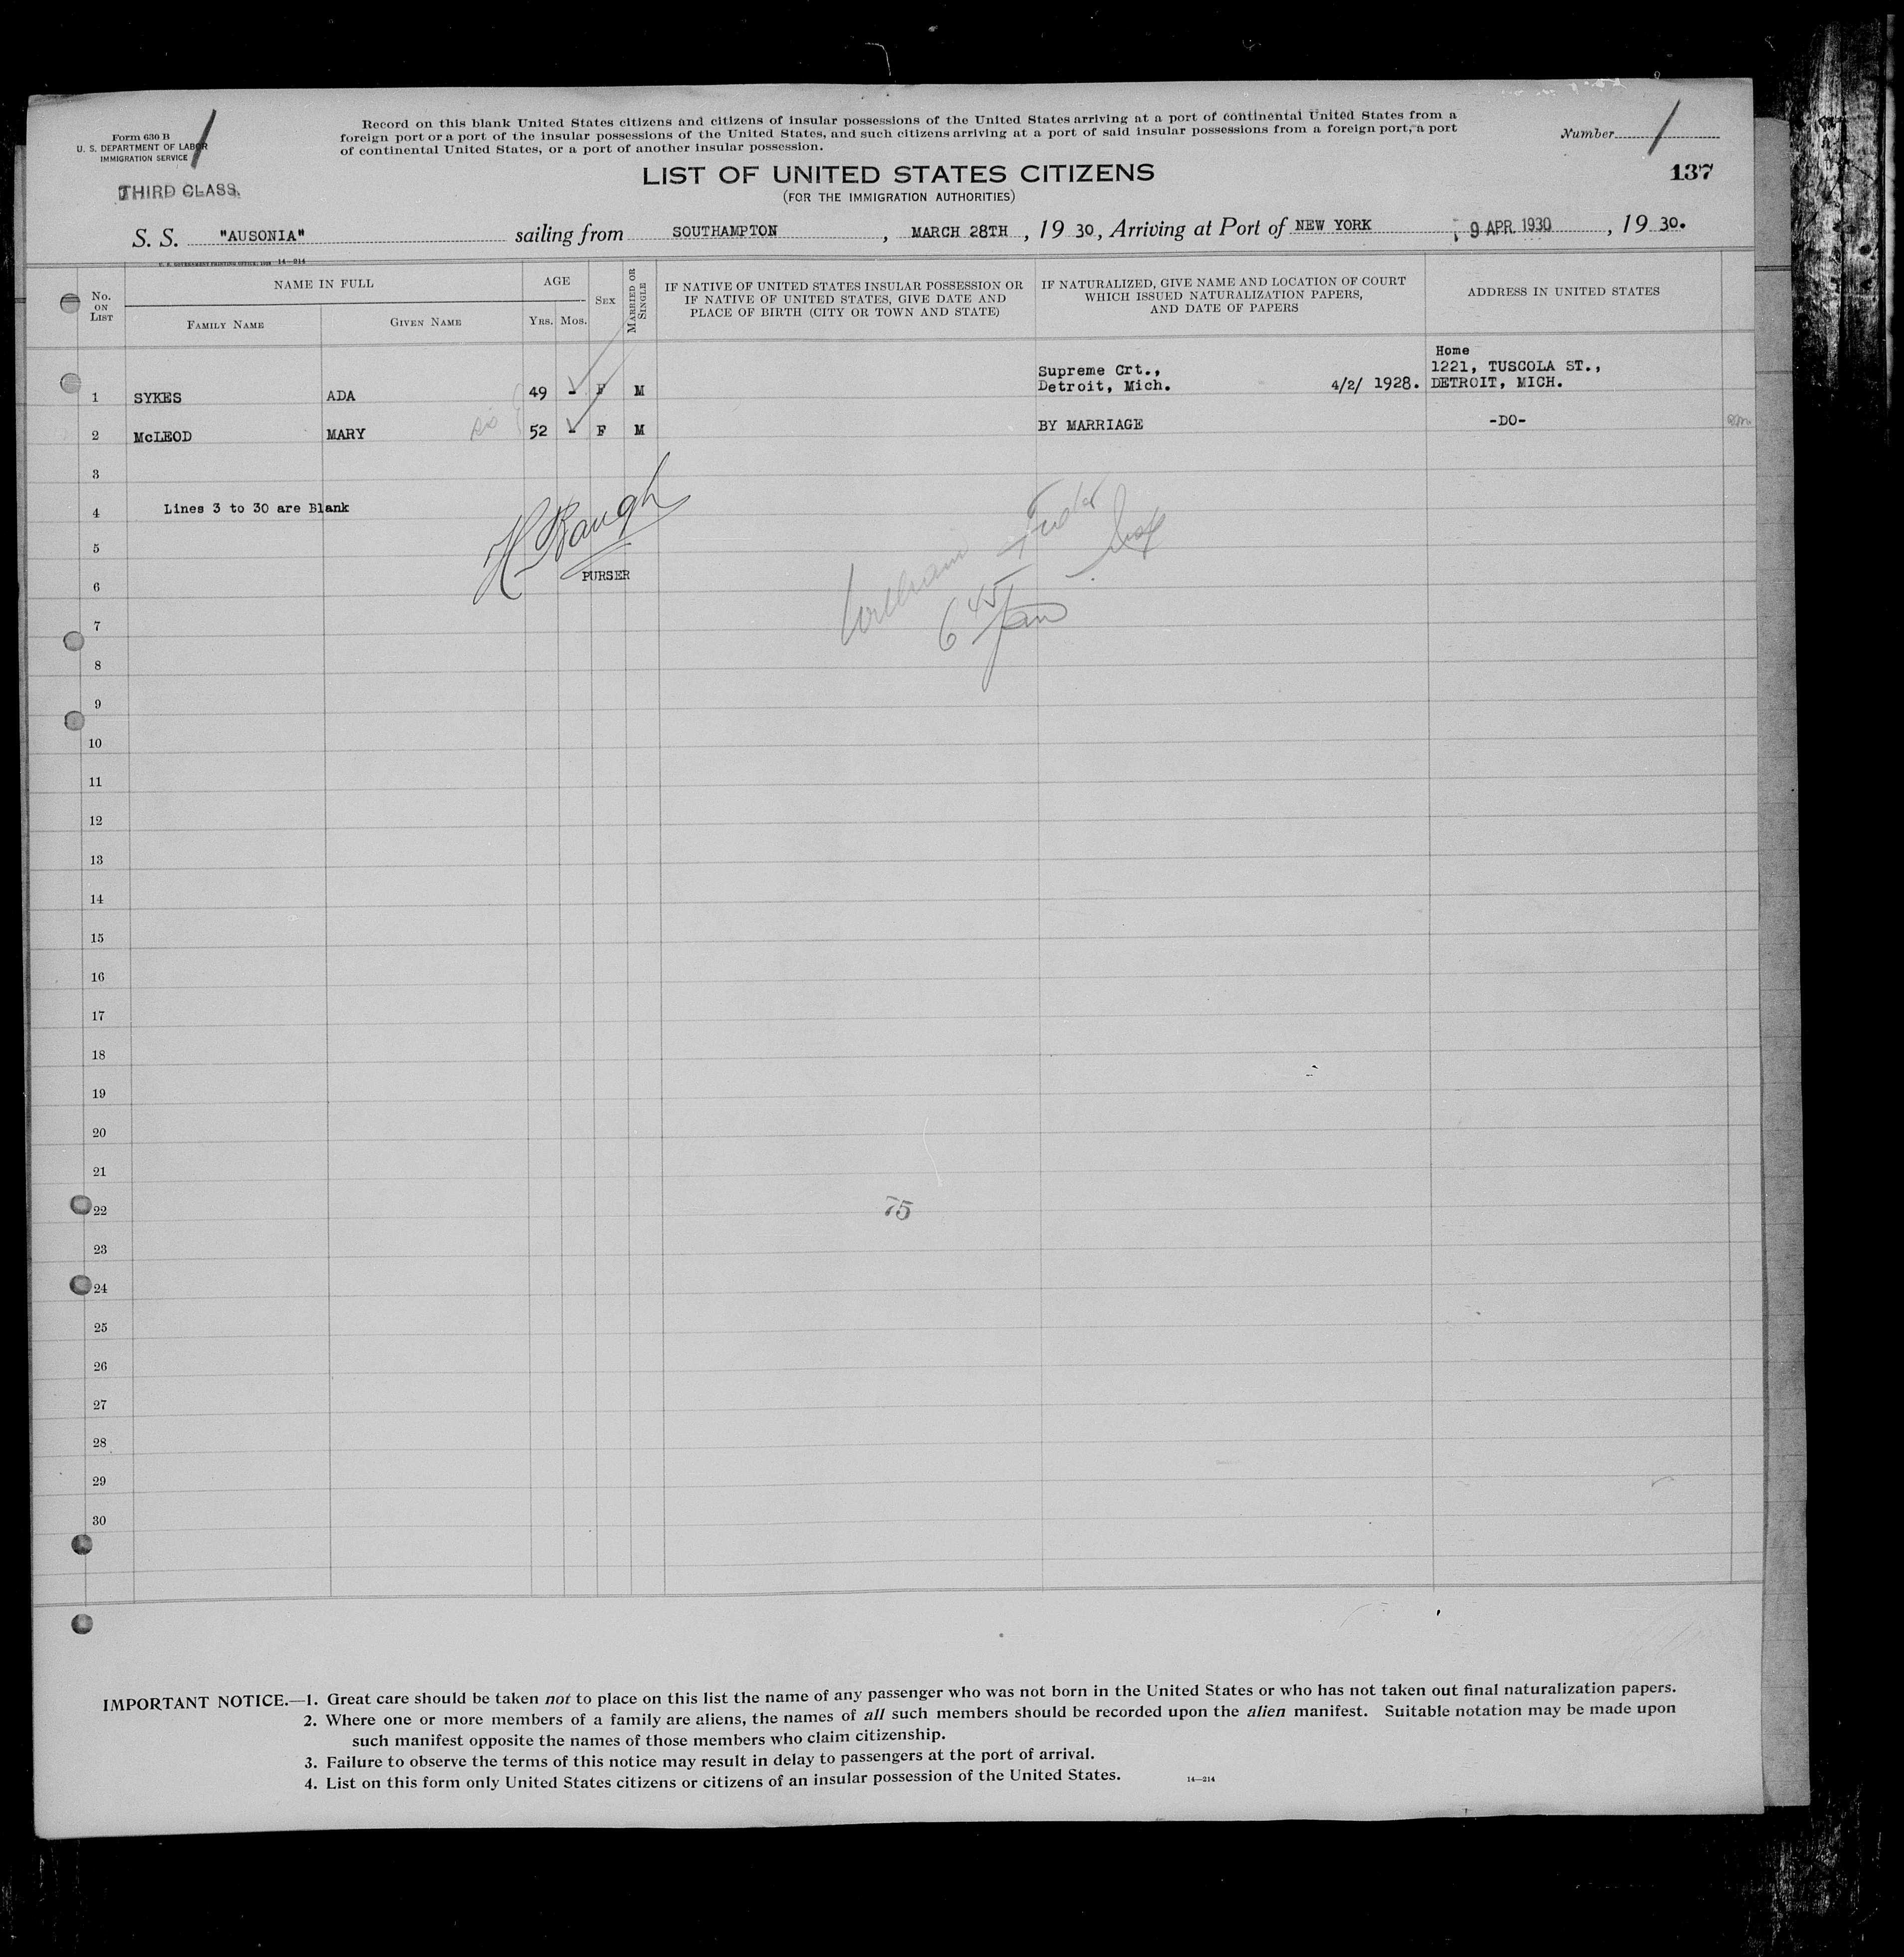 Form 630 B
U. S. DEPARTMENT OF LABOR
IMMIGRATION SERVICE
THIRD CLASS.
Record on this blank United States citizens and citizens of insular possessions of the United States arriving at a port of continental United States from a
foreign port or a port of the insular possessions of the United States, and such citizens arriving at a port of said insular possessions from a foreign port, a port
of continental United States, or a port of another insular possession.
Number
137
LIST OF UNITED STATES CITIZENS
(FOR THE IMMIGRATION AUTHORITIES)
S. S. "AUSONIA" sailing from SOUTHAMPTON, MARCH 28TH, 1930, Arriving at Port of NEW YORK 9 APR. 1930, 1930.
14—214
No. ON LIST
NAME IN FULL
FAMILY NAME GIVEN NAME
AGE
YRS. MOS.
SEX
MARRIED OR SINGLE
IF NATIVE OF UNITED STATES INSULAR POSSESSION OR
IF NATIVE OF UNITED STATES, GIVE DATE AND
PLACE OF BIRTH (CITY OR TOWN AND STATE)
IF NATURALIZED, GIVE NAME AND LOCATION OF COURT
WHICH ISSUED NATURALIZATION PAPERS,
AND DATE OF PAPERS
ADDRESS IN UNITED STATES
1 SYKES ADA 49 - F M Supreme Crt., Detroit, Mich. 4/2/ 1928. Home 1221, TUSCOLA ST., DETROIT, MICH.
2 McLEOD MARY 52 - F M BY MARRIAGE -DO-
3
4 Lines 3 to 30 are Blank
5
PURSER
6
6 45
7
8
9
10
11
12
13
14
15
16
17
18
19
20
21
22
75
23
24
25
26
27
28
29
30
IMPORTANT NOTICE.—1. Great care should be taken not to place on this list the name of any passenger who was not born in the United States or who has not taken out final naturalization papers.
2. Where one or more members of a family are aliens, the names of all such members should be recorded upon the alien manifest. Suitable notation may be made upon
such manifest opposite the names of those members who claim citizenship.
3. Failure to observe the terms of this notice may result in delay to passengers at the port of arrival.
4. List on this form only United States citizens or citizens of an insular possession of the United States.
14—214